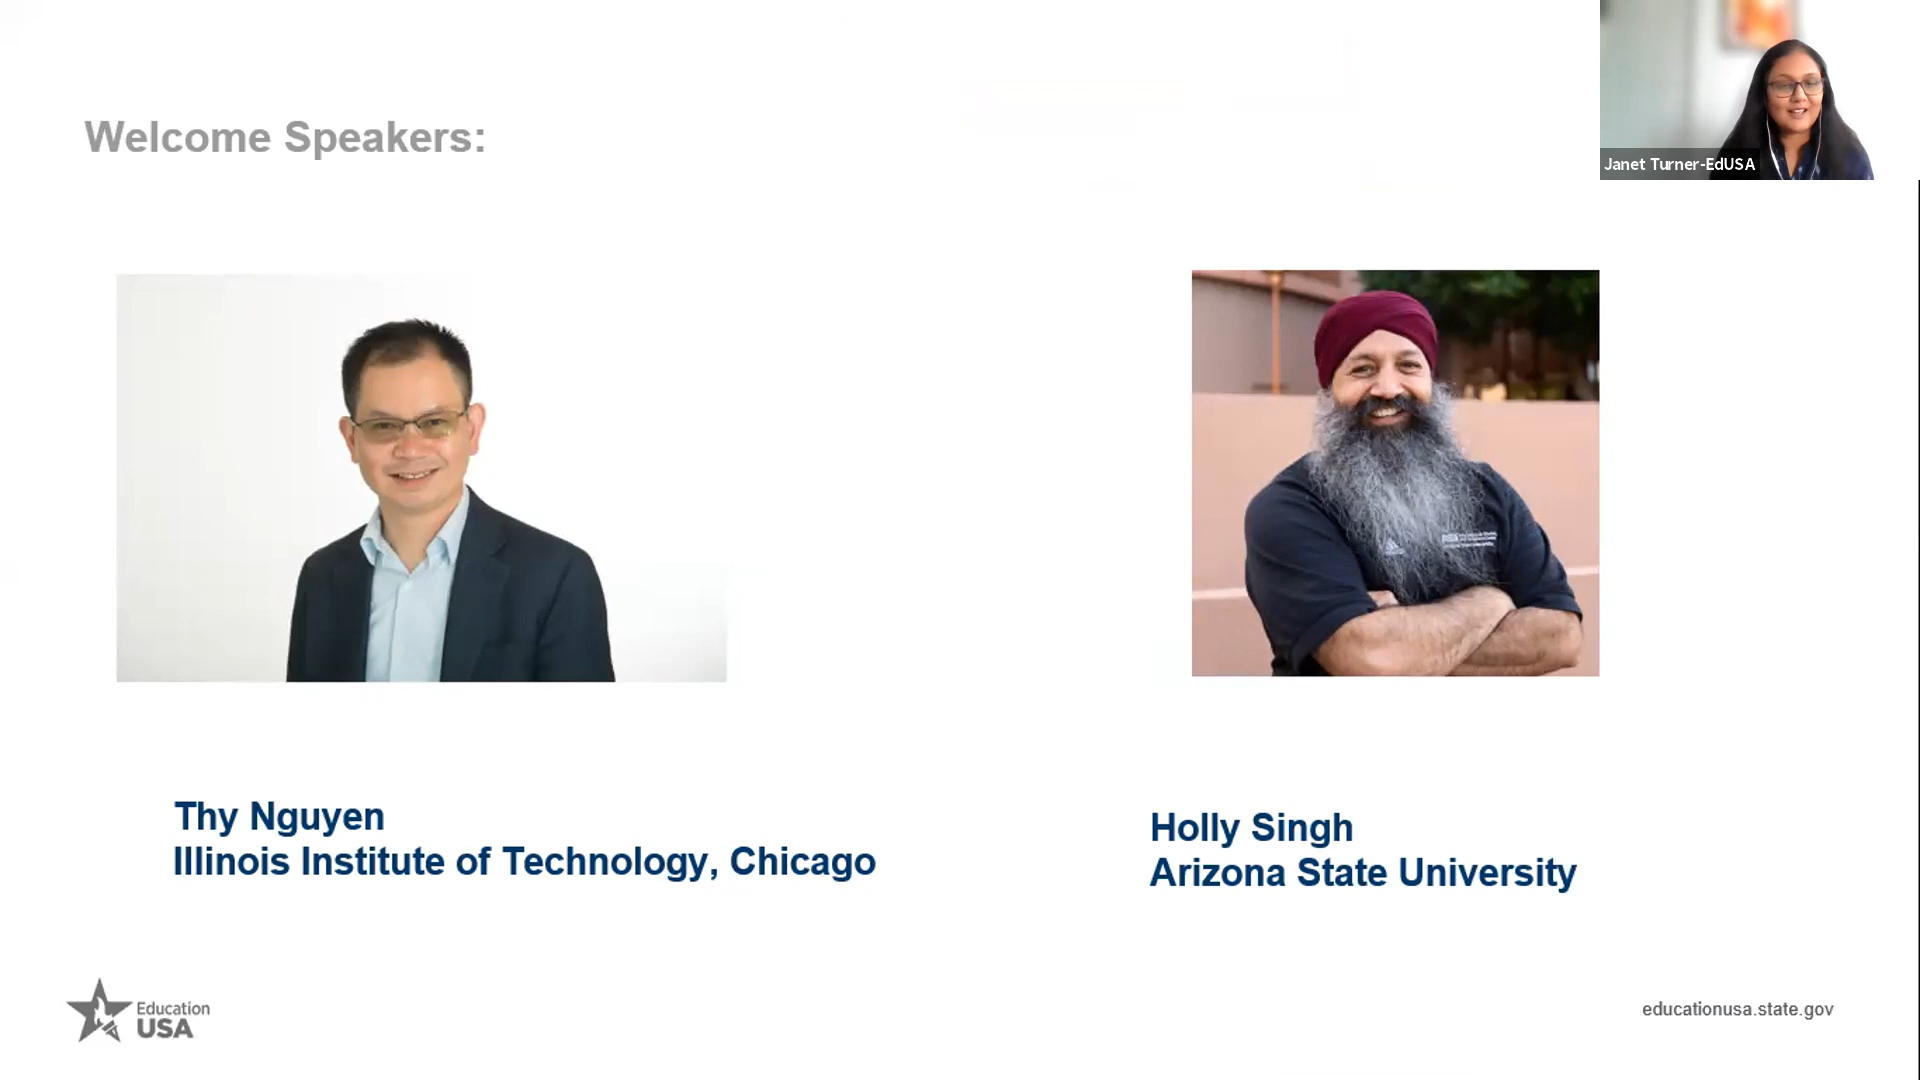 Welcome Speakers:
Janet Turner-EdUSA
Thy Nguyen
Illinois Institute of Technology, Chicago
Holly Singh
Arizona State University
Education
USA
educationusa.state.gov